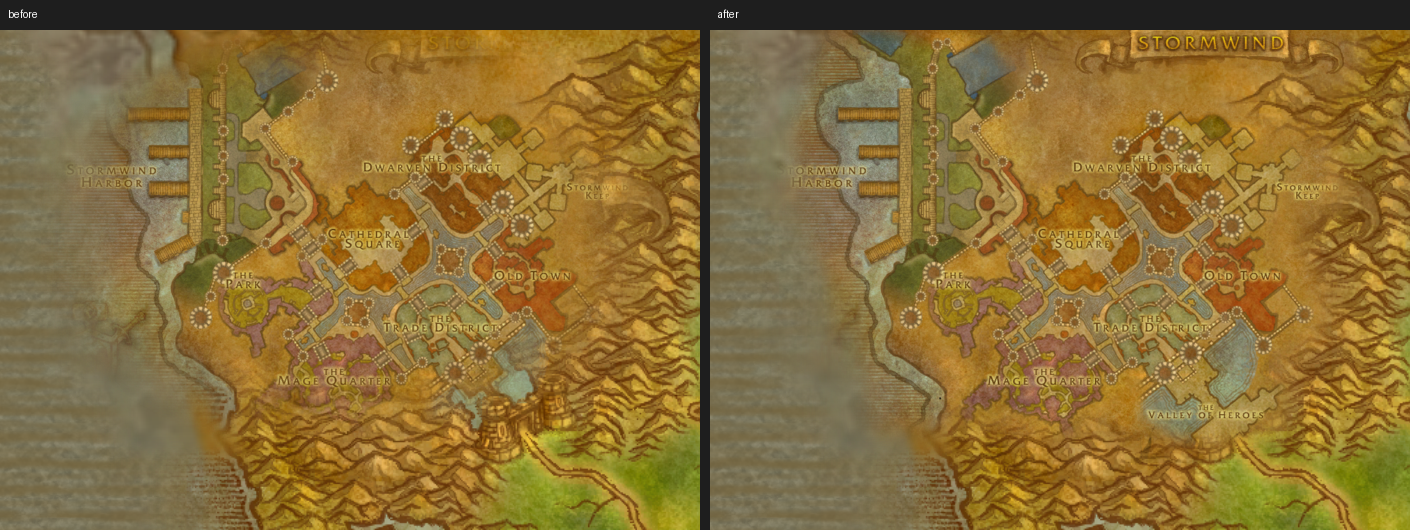 before
after
ST
STORMWIND
STORMWIND
HARBOR
THE
DWARVEN DISTRICT
STORMWIND
KEEP
CATHEDRAL
SQUARE
THE
PARK
OLD TOWN
THE
TRADE DISTRICT
THE
MAGE QUARTER
STORMWIND
HARBOR
THE
DWARVEN DISTRICT
STORMWIND
KEEP
CATHEDRAL
SQUARE
THE
PARK
OLD TOWN
THE
TRADE DISTRICT
THE
MAGE QUARTER
THE
VALLEY OF HEROES